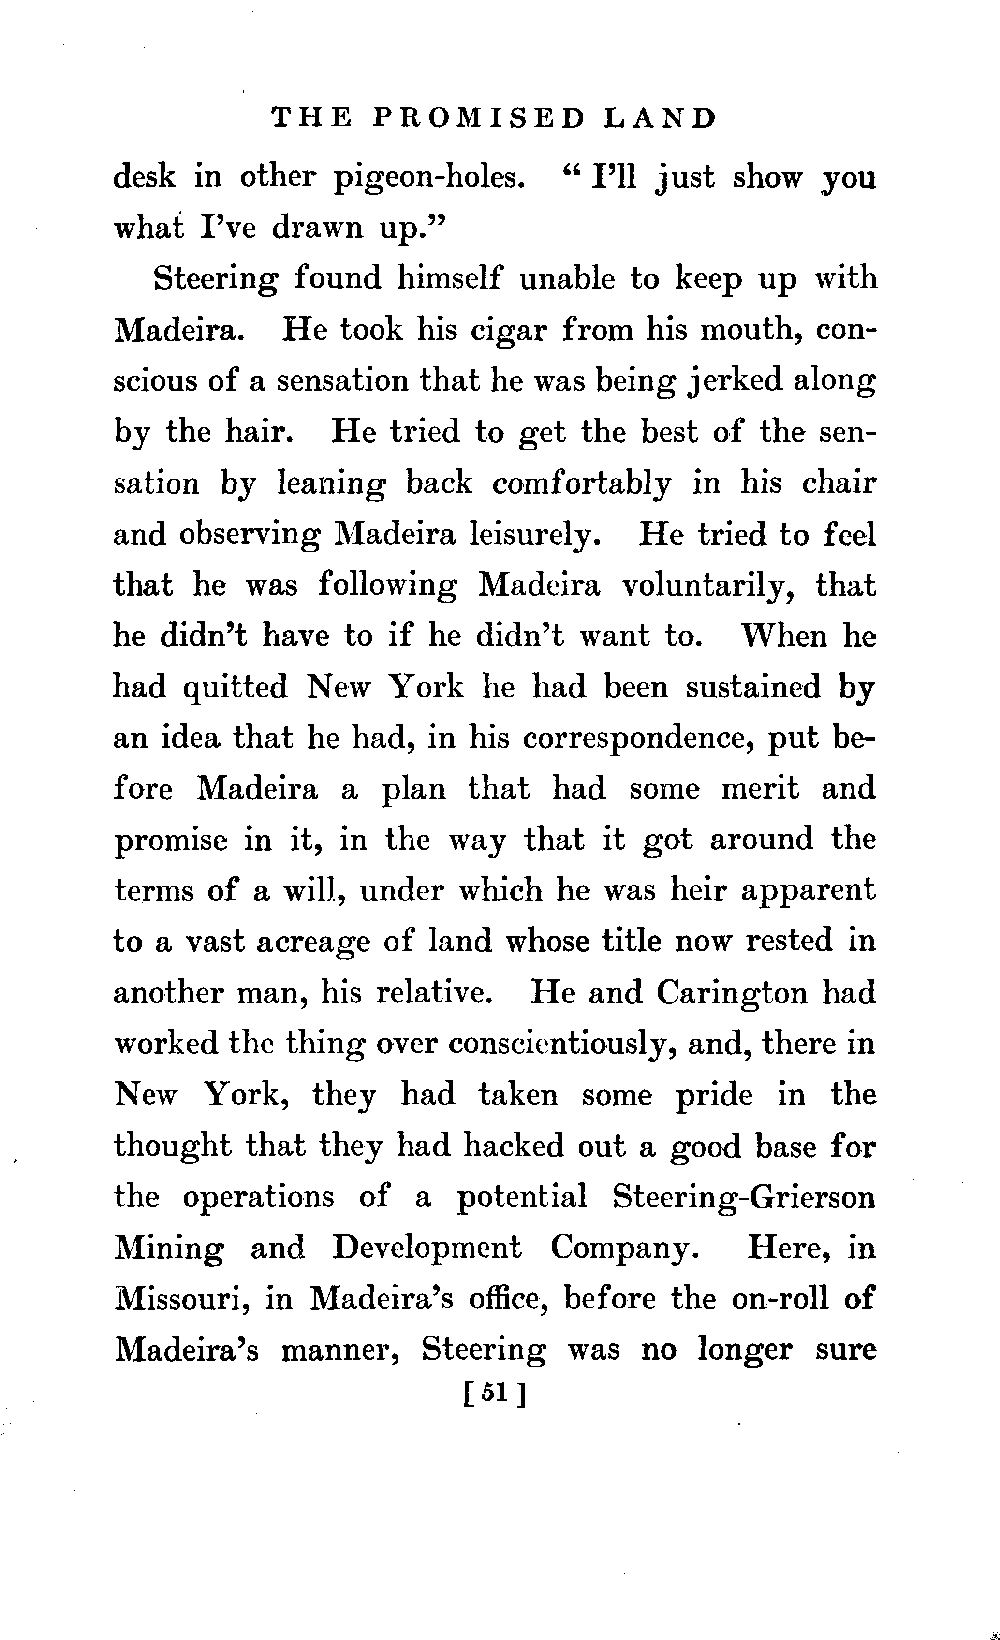 THE PROMISED LAND
desk in other pigeon-holes. “ I’ll just show you
what I’ve drawn up.”
Steering found himself unable to keep up with
Madeira. He took his cigar from his mouth, con-
scious of a sensation that he was being jerked along
by the hair. He tried to get the best of the sen-
sation by leaning back comfortably in his chair
and observing Madeira leisurely. He tried to feel
that he was following Madeira voluntarily, that
he didn’t have to if he didn’t want to. When he
had quitted New York he had been sustained by
an idea that he had, in his correspondence, put be-
fore Madeira a plan that had some merit and
promise in it, in the way that it got around the
terms of a will, under which he was heir apparent
to a vast acreage of land whose title now rested in
another man, his relative. He and Carington had
worked the thing over conscientiously, and, there in
New York, they had taken some pride in the
thought that they had hacked out a good base for
the operations of a potential Steering-Grierson
Mining and Development Company. Here, in
Missouri, in Madeira’s office, before the on-roll of
Madeira’s manner, Steering was no longer sure
[ 51 ]